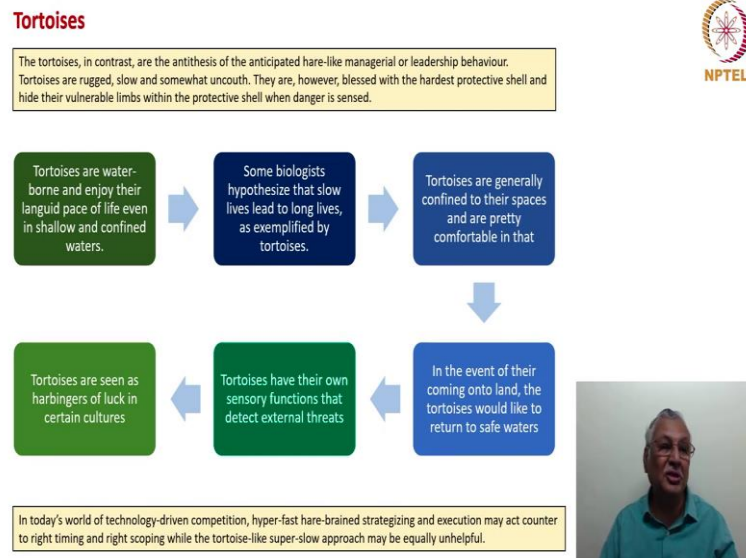 Tortoises
NPTEL
The tortoises, in contrast, are the antithesis of the anticipated hare-like managerial or leadership behaviour.
Tortoises are rugged, slow and somewhat uncouth. They are, however, blessed with the hardest protective shell and
hide their vulnerable limbs within the protective shell when danger is sensed.
Tortoises are water-
borne and enjoy their
languid pace of life even
in shallow and confined
waters.
Some biologists
hypothesize that slow
lives lead to long lives,
as exemplified by
tortoises.
Tortoises are generally
confined to their spaces
and are pretty
comfortable in that
In the event of their
coming onto land, the
tortoises would like to
return to safe waters
Tortoises have their own
sensory functions that
detect external threats
Tortoises are seen as
harbingers of luck in
certain cultures
In today's world of technology-driven competition, hyper-fast hare-brained strategizing and execution may act counter
to right timing and right scoping while the tortoise-like super-slow approach may be equally unhelpful.